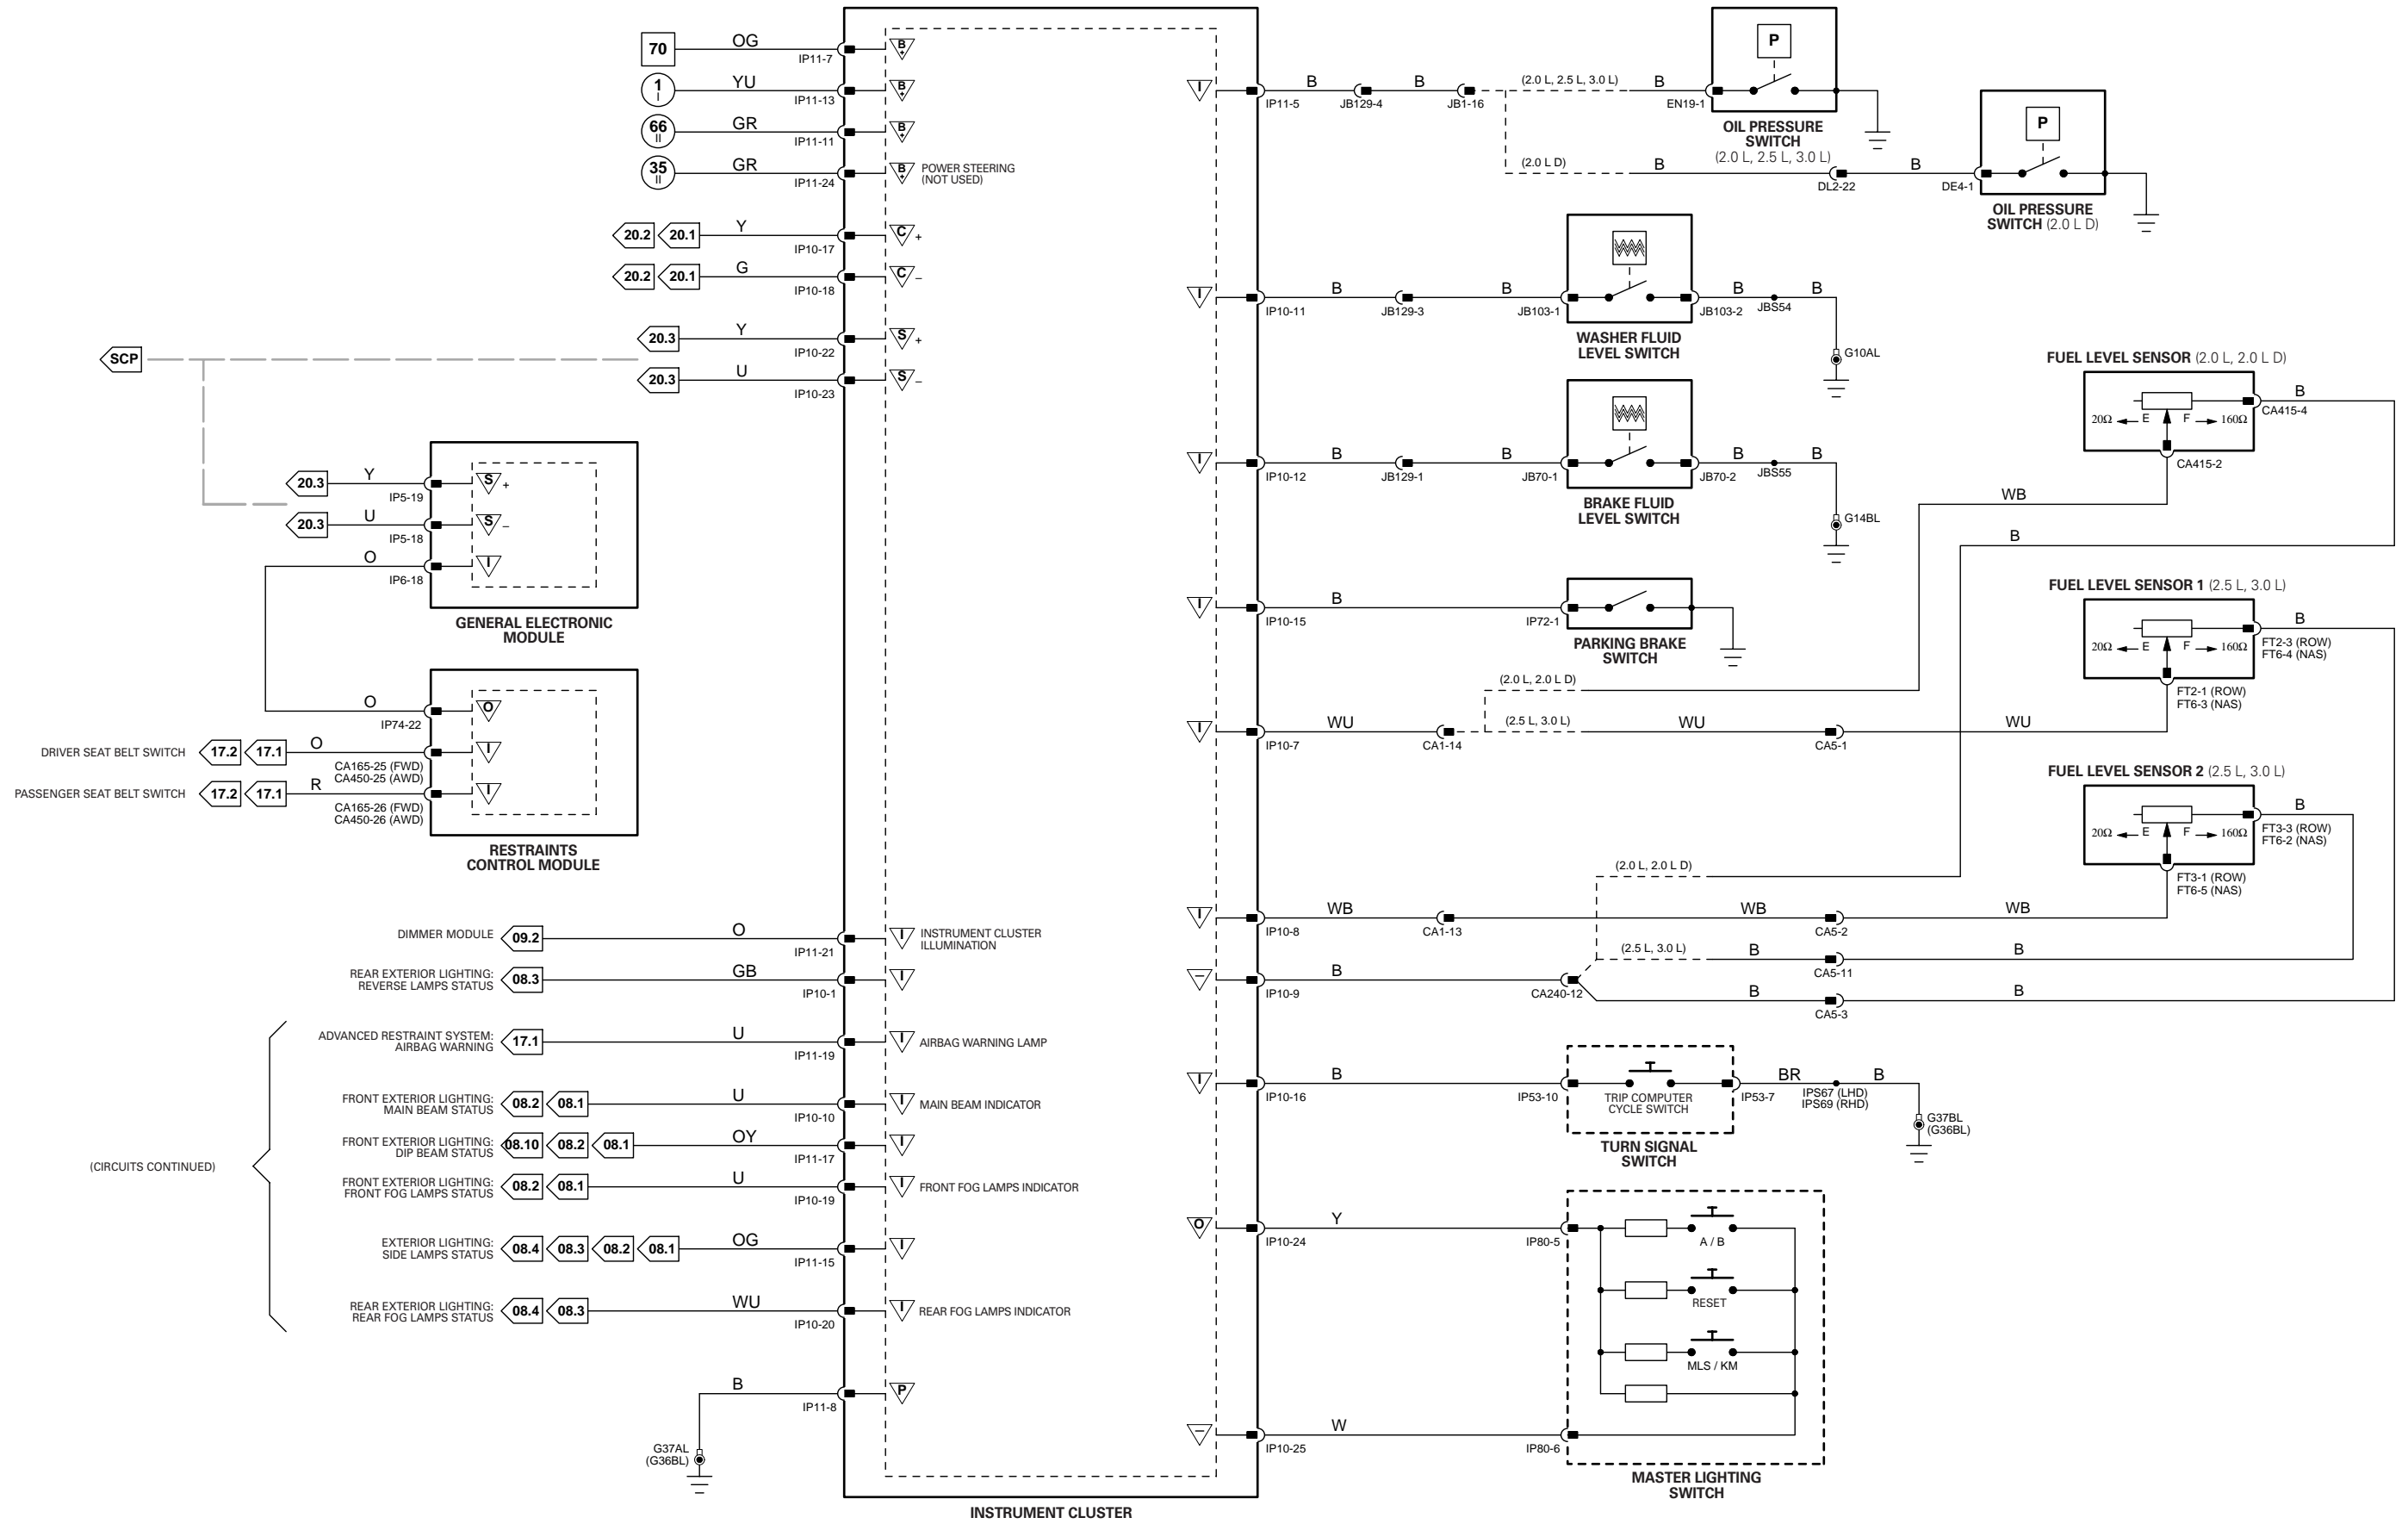 70
OG
IP11-7
B
+
1
I
YU
IP11-13
B
+
66
II
GR
IP11-11
B
+
35
II
GR
IP11-24
B
+
POWER STEERING
(NOT USED)
20.2
20.1
Y
IP10-17
C
+
20.2
20.1
G
IP10-18
C
–
20.3
Y
IP10-22
S
+
20.3
U
IP10-23
S
–
SCP
20.3
Y
IP5-19
S
+
20.3
U
IP5-18
S
–
O
IP6-18
I
GENERAL ELECTRONIC
MODULE
O
IP74-22
O
DRIVER SEAT BELT SWITCH
17.2
17.1
O
CA165-25 (FWD)
CA450-25 (AWD)
I
PASSENGER SEAT BELT SWITCH
17.2
17.1
R
CA165-26 (FWD)
CA450-26 (AWD)
I
RESTRAINTS
CONTROL MODULE
DIMMER MODULE
09.2
O
IP11-21
I
INSTRUMENT CLUSTER
ILLUMINATION
REAR EXTERIOR LIGHTING:
REVERSE LAMPS STATUS
08.3
GB
IP10-1
I
(CIRCUITS CONTINUED)
ADVANCED RESTRAINT SYSTEM:
AIRBAG WARNING
17.1
U
IP11-19
I
AIRBAG WARNING LAMP
FRONT EXTERIOR LIGHTING:
MAIN BEAM STATUS
08.2
08.1
U
IP10-10
I
MAIN BEAM INDICATOR
FRONT EXTERIOR LIGHTING:
DIP BEAM STATUS
08.10
08.2
08.1
OY
IP11-17
I
FRONT EXTERIOR LIGHTING:
FRONT FOG LAMPS STATUS
08.2
08.1
U
IP10-19
I
FRONT FOG LAMPS INDICATOR
EXTERIOR LIGHTING:
SIDE LAMPS STATUS
08.4
08.3
08.2
08.1
OG
IP11-15
I
REAR EXTERIOR LIGHTING:
REAR FOG LAMPS STATUS
08.4
08.3
WU
IP10-20
I
REAR FOG LAMPS INDICATOR
B
IP11-8
P
G37AL
(G36BL)
INSTRUMENT CLUSTER
I
IP11-5
B
JB129-4
B
JB1-16
(2.0 L, 2.5 L, 3.0 L)
B
EN19-1
P
OIL PRESSURE
SWITCH
(2.0 L, 2.5 L, 3.0 L)
(2.0 L D)
B
DL2-22
B
DE4-1
P
OIL PRESSURE
SWITCH (2.0 L D)
I
IP10-11
B
JB129-3
B
JB103-1
JB103-2
B
JBS54
B
G10AL
WASHER FLUID
LEVEL SWITCH
I
IP10-12
B
JB129-1
B
JB70-1
JB70-2
B
JBS55
B
G14BL
BRAKE FLUID
LEVEL SWITCH
I
IP10-15
B
IP72-1
PARKING BRAKE
SWITCH
FUEL LEVEL SENSOR (2.0 L, 2.0 L D)
20Ω
E
F
160Ω
B
CA415-4
CA415-2
WB
B
FUEL LEVEL SENSOR 1 (2.5 L, 3.0 L)
20Ω
E
F
160Ω
B
FT2-3 (ROW)
FT6-4 (NAS)
FT2-1 (ROW)
FT6-3 (NAS)
I
IP10-7
WU
CA1-14
(2.0 L, 2.0 L D)
(2.5 L, 3.0 L)
WU
CA5-1
WU
FUEL LEVEL SENSOR 2 (2.5 L, 3.0 L)
20Ω
E
F
160Ω
B
FT3-3 (ROW)
FT6-2 (NAS)
FT3-1 (ROW)
FT6-5 (NAS)
(2.0 L, 2.0 L D)
I
IP10-8
WB
CA1-13
WB
CA5-2
WB
(2.5 L, 3.0 L)
B
CA5-11
B
–
IP10-9
B
CA240-12
B
CA5-3
B
I
IP10-16
B
IP53-10
TRIP COMPUTER
CYCLE SWITCH
IP53-7
BR
IPS67 (LHD)
IPS69 (RHD)
B
G37BL
(G36BL)
TURN SIGNAL
SWITCH
O
IP10-24
Y
IP80-5
A / B
RESET
MLS / KM
–
IP10-25
W
IP80-6
MASTER LIGHTING
SWITCH